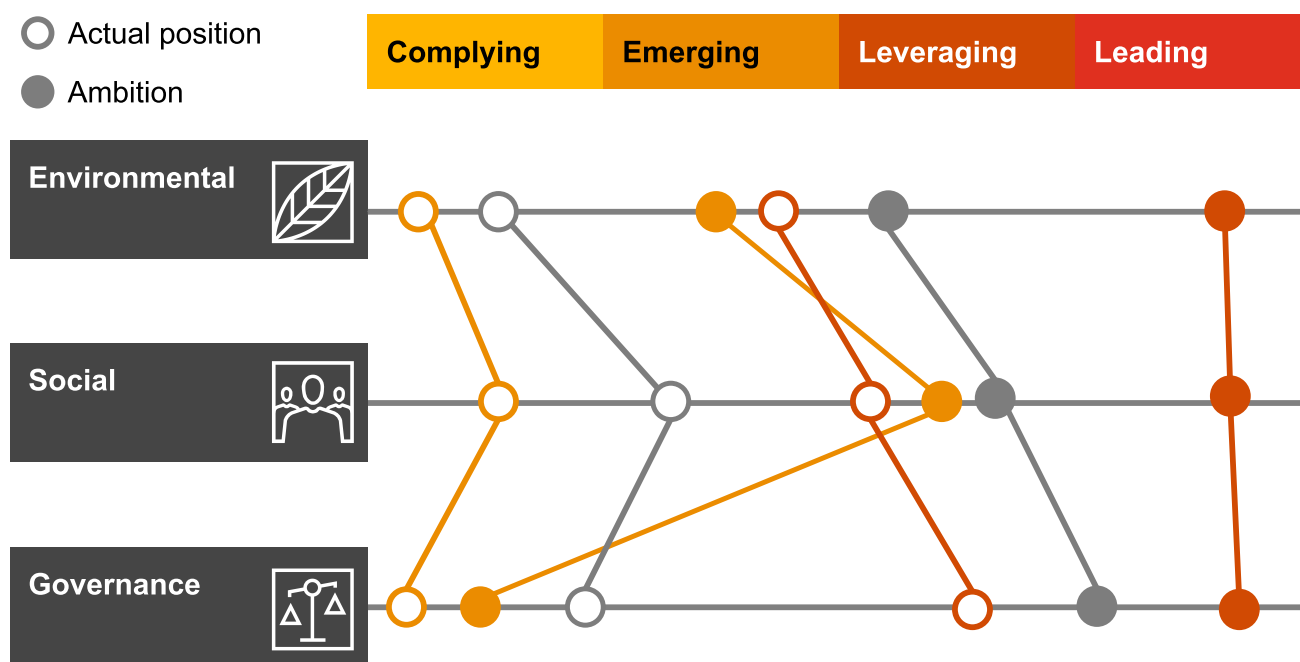 Actual position
Ambition
Complying
Emerging
Leveraging
Leading
Environmental
Social
Governance